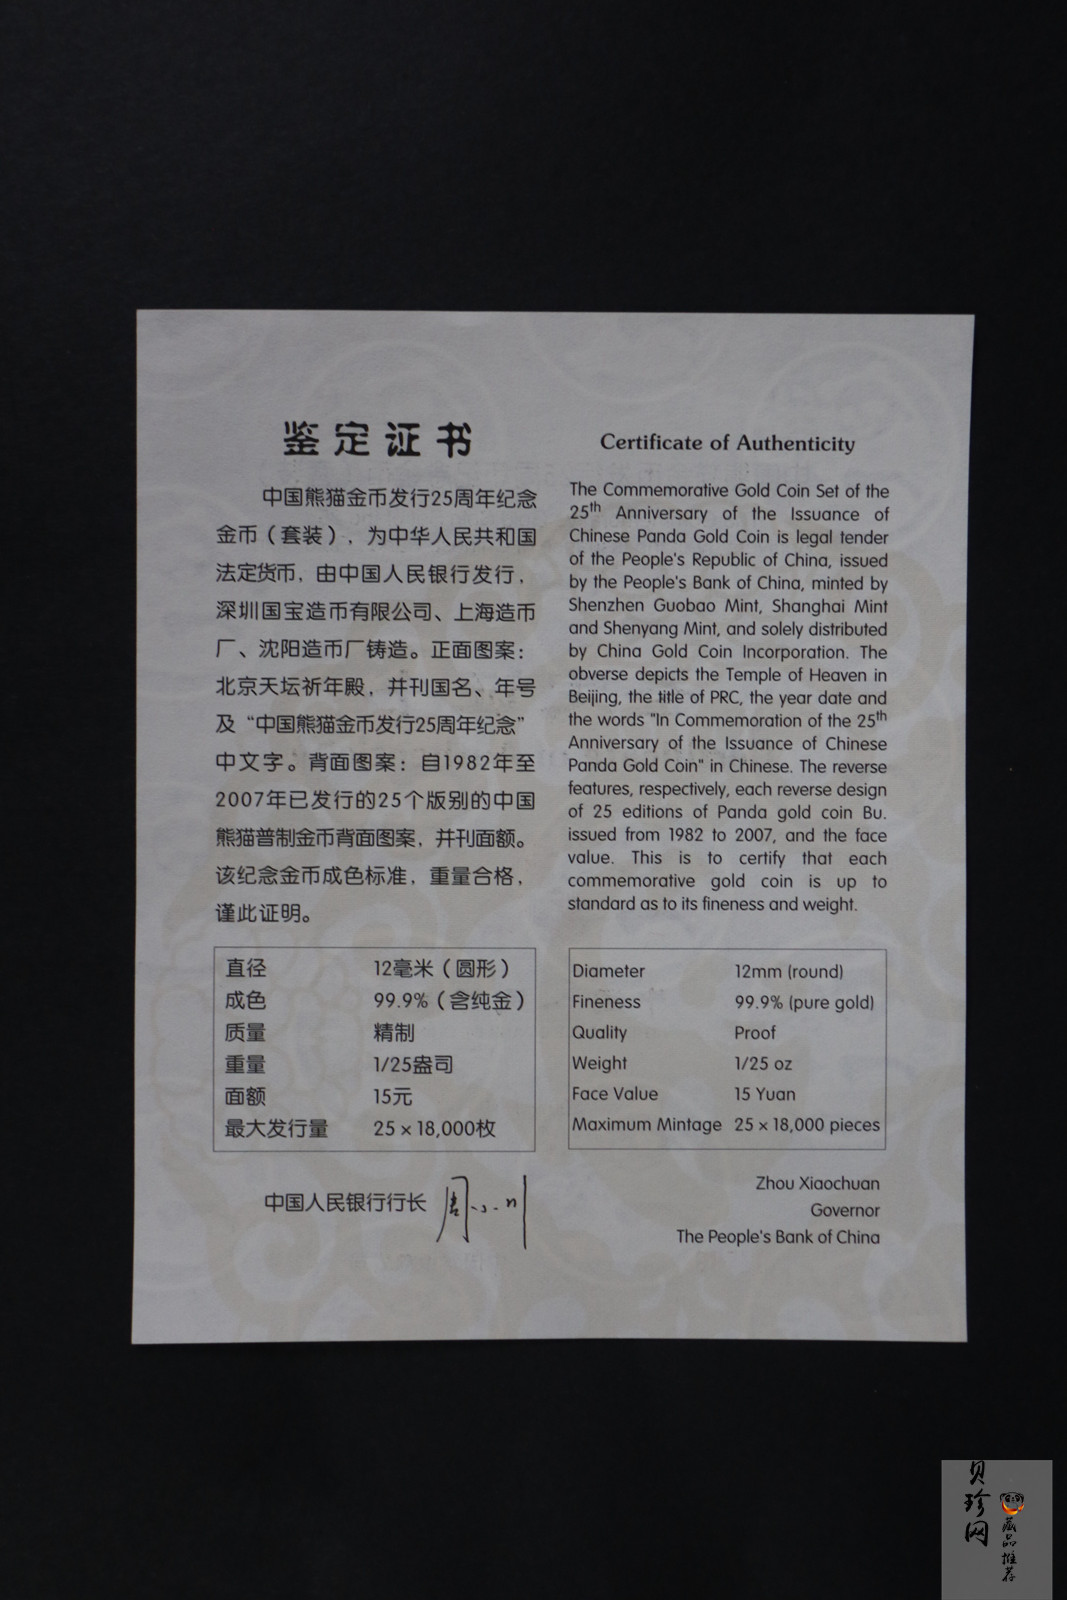 鉴定证书
中国熊猫金币发行25周年纪念
金币（套装），为中华人民共和国
法定货币，由中国人民银行发行，
深圳国宝造币有限公司、上海造币
厂、沈阳造币厂铸造。正面图案：
北京天坛祈年殿，并刊国名、年号
及“中国熊猫金币发行25周年纪念”
中文字。背面图案：自1982年至
2007年已发行的25个版别的中国
熊猫普制金币背面图案，并刊面额。
该纪念金币成色标准，重量合格，
谨此证明。
直径 12毫米（圆形）
成色 99.9%（含纯金）
质量 精制
重量 1/25盎司
面额 15元
最大发行量 25×18,000枚
中国人民银行行长 周小川
Certificate of Authenticity
The Commemorative Gold Coin Set of the
25th Anniversary of the Issuance of
Chinese Panda Gold Coin is legal tender
of the People's Republic of China, issued
by the People's Bank of China, minted by
Shenzhen Guobao Mint, Shanghai Mint
and Shenyang Mint, and solely distributed
by China Gold Coin Incorporation. The
obverse depicts the Temple of Heaven in
Beijing, the title of PRC, the year date and
the words "In Commemoration of the 25th
Anniversary of the Issuance of Chinese
Panda Gold Coin" in Chinese. The reverse
features, respectively, each reverse design
of 25 editions of Panda gold coin Bu.
issued from 1982 to 2007, and the face
value. This is to certify that each
commemorative gold coin is up to
standard as to its fineness and weight.
Diameter 12mm (round)
Fineness 99.9% (pure gold)
Quality Proof
Weight 1/25 oz
Face Value 15 Yuan
Maximum Mintage 25×18,000 pieces
Zhou Xiaochuan
Governor
The People's Bank of China
贝珍网
藏品推荐